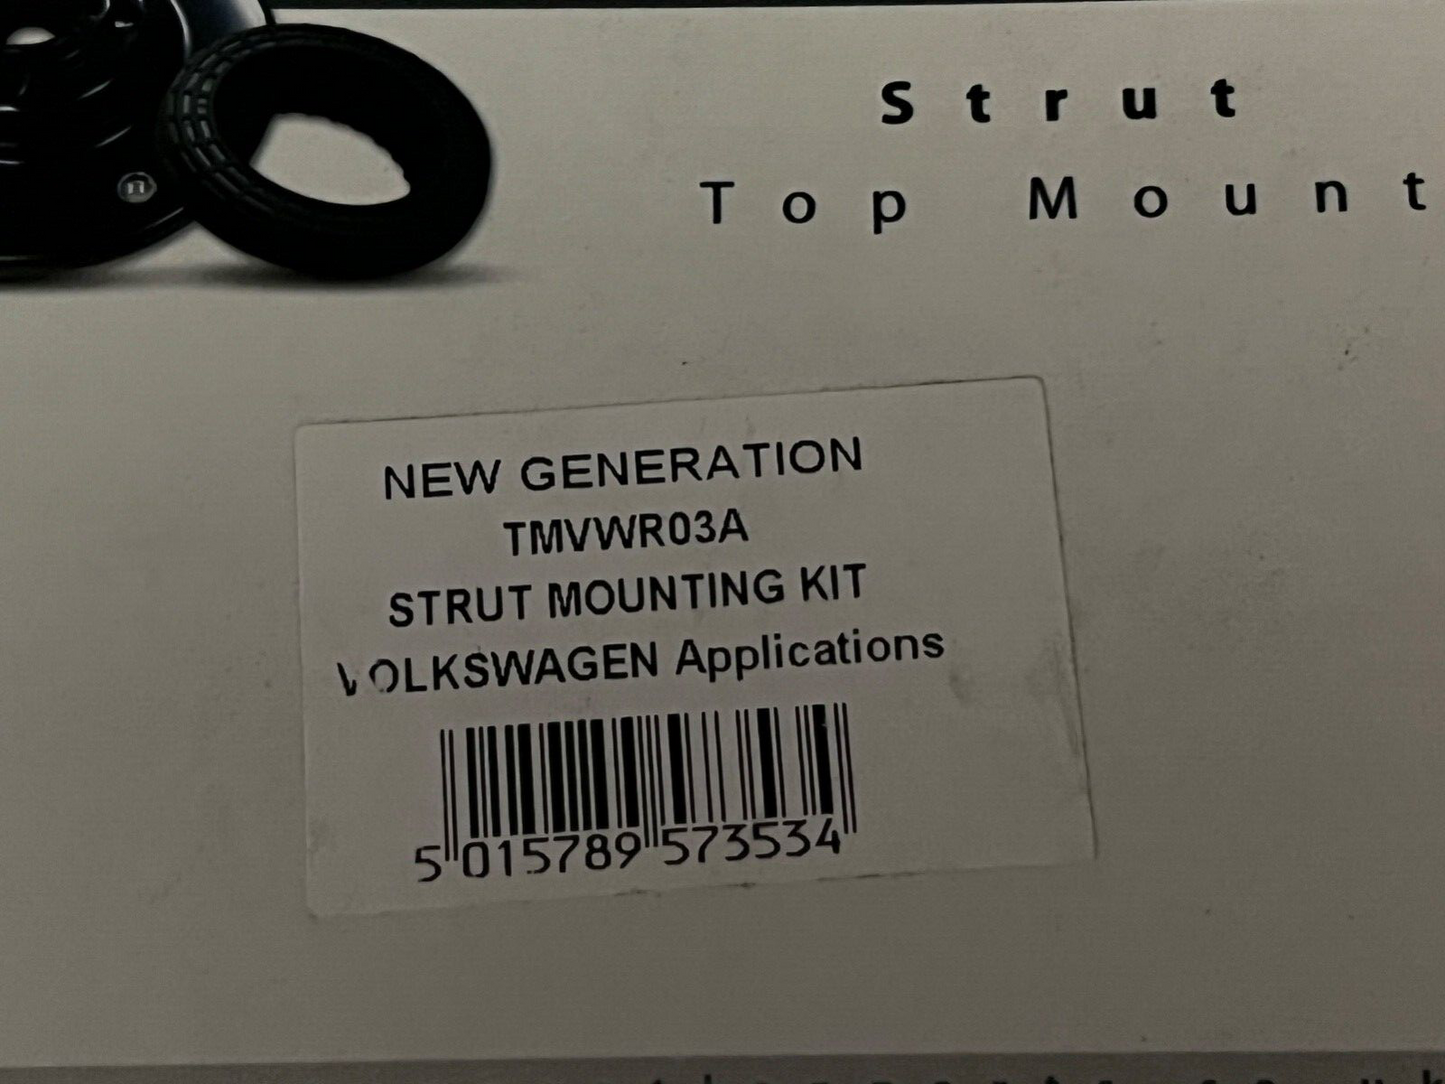 Strut
Top Mount
NEW GENERATION
TMVWR03A
STRUT MOUNTING KIT
VOLKSWAGEN Applications
5 015789 573534